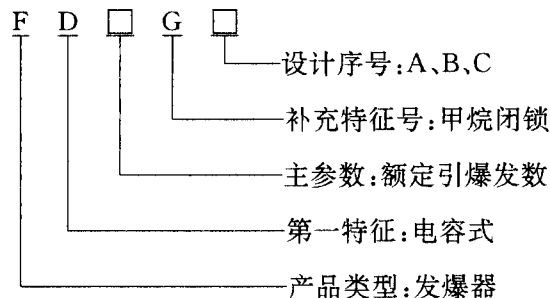 F D □ G □
设计序号:A、B、C
补充特征号:甲烷闭锁
主参数:额定引爆发数
第一特征:电容式
产品类型:发爆器